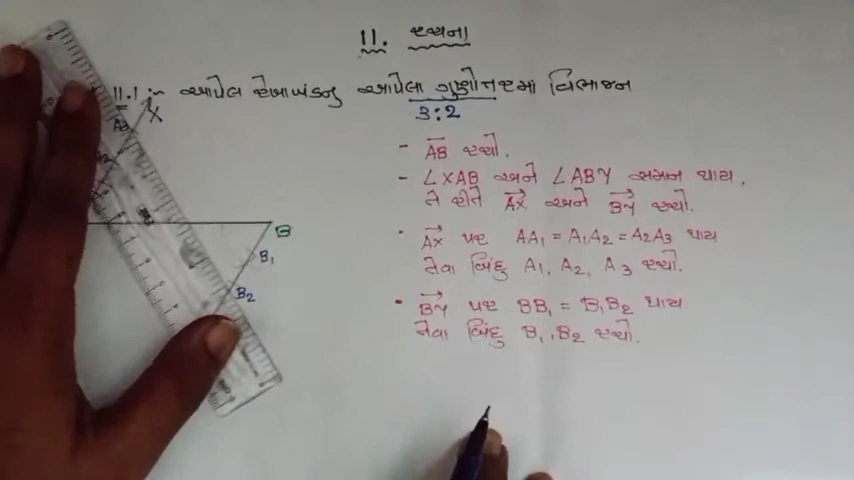 11. રચના
11.1 :- આપેલ રેખાખંડનુ આપેલા ગુણોત્તરમાં વિભાજન
3:2
- AB રચો.
- ∠XAB અને ∠ABY સમાન થાય,
તે રીતે AX અને BY રચો.
• AX પર AA₁ = A₁A₂ = A₂A₃ થાય
તેવા બિંદુ A₁, A₂, A₃ રચો.
• BY પર BB₁ = B₁B₂ થાય
તેવા બિંદુ B₁, B₂ રચો.
X
B
B₁
B₂